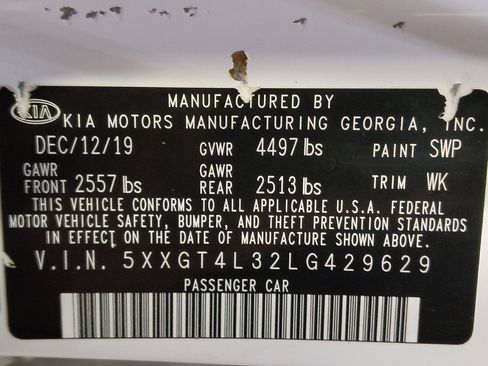 MANUFACTURED BY
KIA KIA MOTORS MANUFACTURING GEORGIA, INC.
DEC/12/19 GVWR 4497 lbs PAINT SWP
GAWR FRONT 2557 lbs GAWR REAR 2513 lbs TRIM WK
THIS VEHICLE CONFORMS TO ALL APPLICABLE U.S.A. FEDERAL
MOTOR VEHICLE SAFETY, BUMPER, AND THEFT PREVENTION STANDARDS
IN EFFECT ON THE DATE OF MANUFACTURE SHOWN ABOVE.
V.I.N. 5XXGT4L32LG429629
PASSENGER CAR